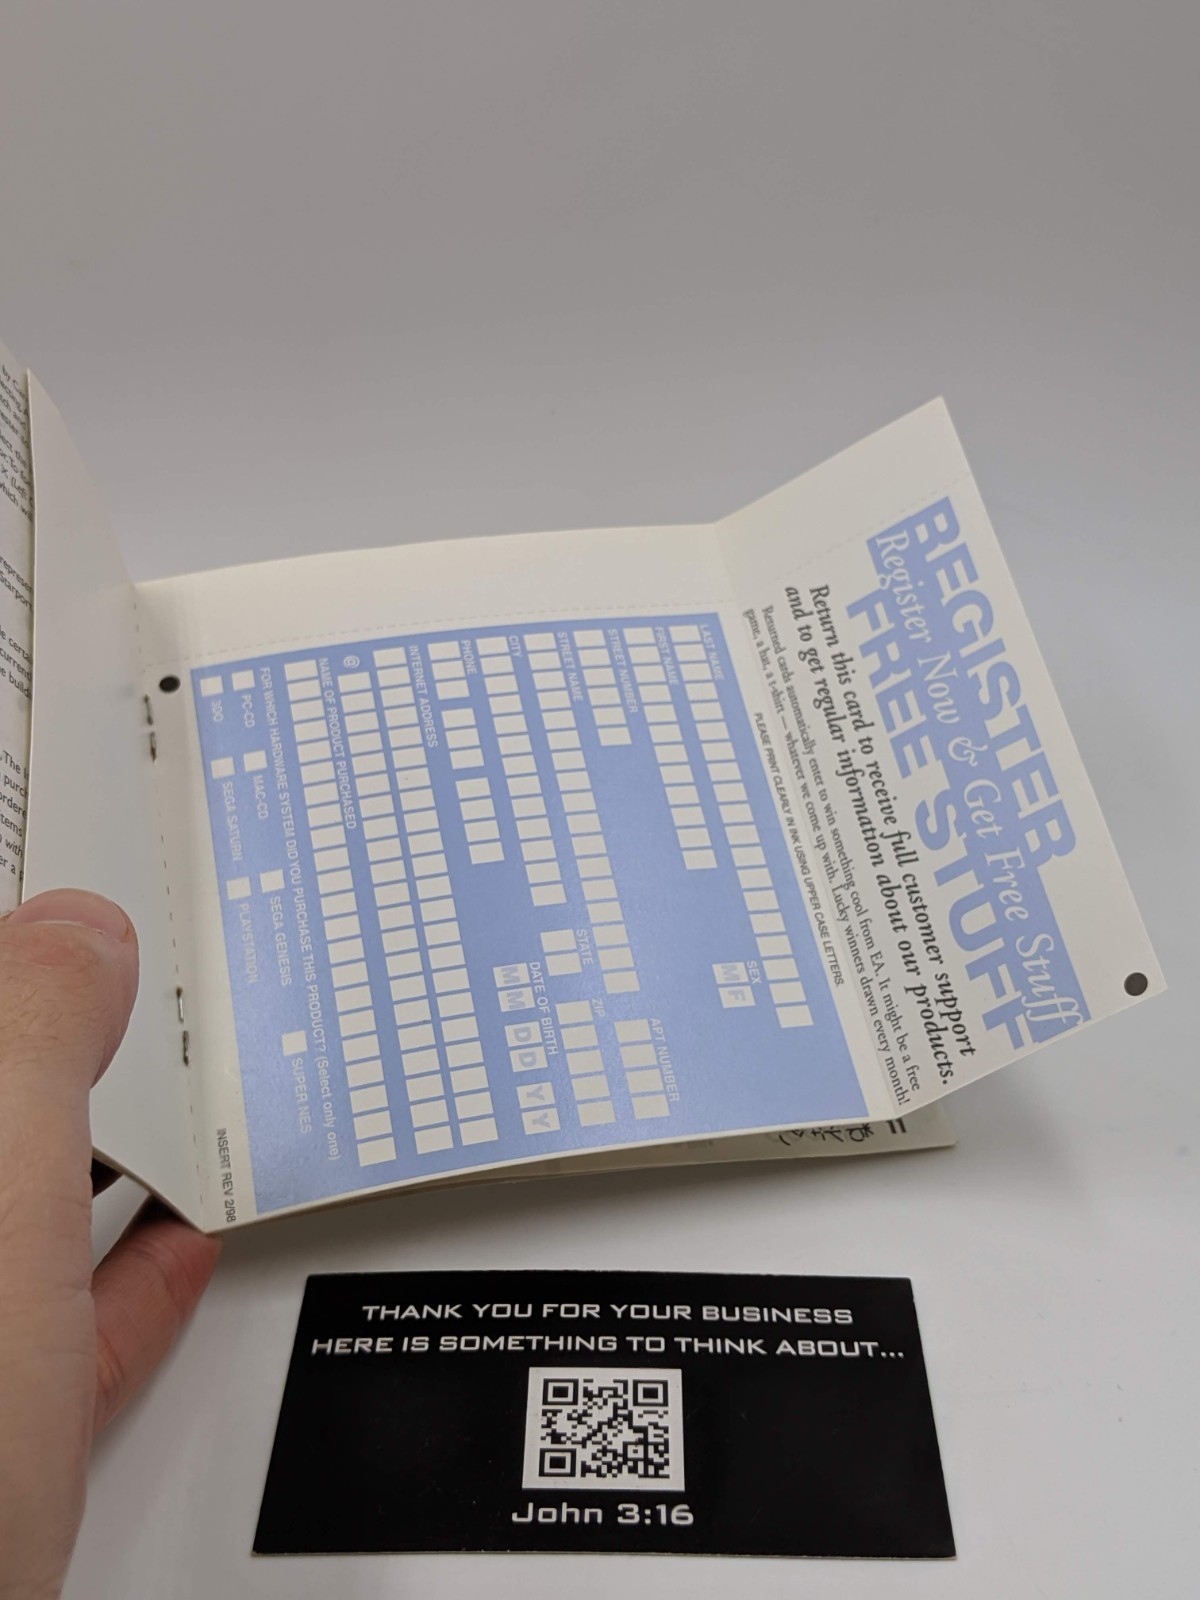 REGISTER
Register Now & Get Free Stuff
FREE STUFF
Return this card to receive full customer support
and to get regular information about our products.
Returned cards automatically enter to win something cool from EA. It might be a free
game, a hat, a t-shirt — whatever we come up with. Lucky winners drawn every month!
PLEASE PRINT CLEARLY IN INK USING UPPER CASE LETTERS.
LAST NAME
FIRST NAME
SEX
M F
STREET NUMBER
STREET NAME
APT NUMBER
CITY
STATE
ZIP
PHONE
DATE OF BIRTH
M M D D Y Y
INTERNET ADDRESS
@
NAME OF PRODUCT PURCHASED
FOR WHICH HARDWARE SYSTEM DID YOU PURCHASE THIS PRODUCT? (Select only one)
PC-CD MAC-CD SEGA GENESIS SUPER NES
3DO SEGA SATURN PLAYSTATION
INSERT REV 2/98
THANK YOU FOR YOUR BUSINESS
HERE IS SOMETHING TO THINK ABOUT...
John 3:16